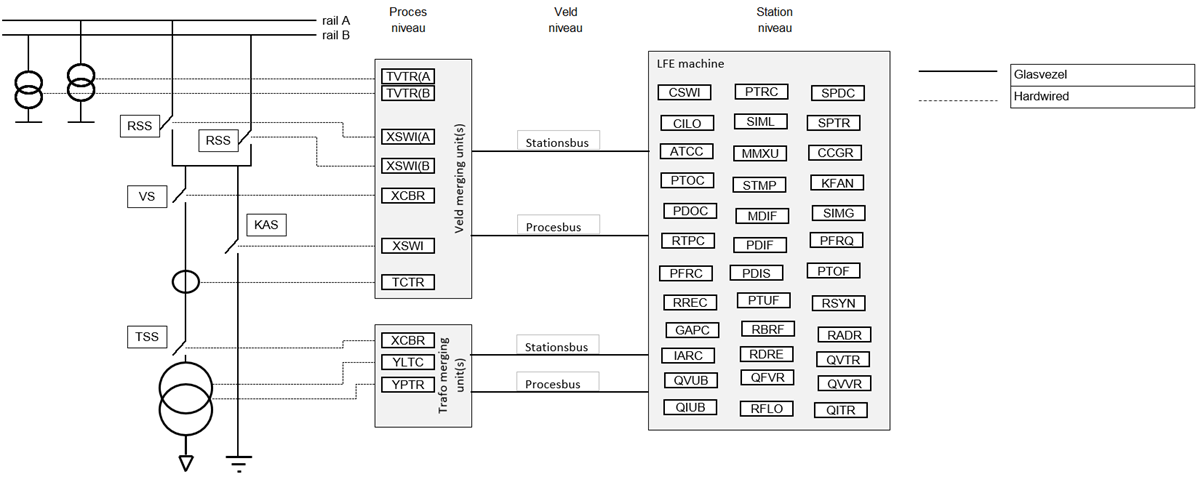 Proces
niveau
Veld
niveau
Station
niveau
rail A
rail B
LFE machine
Glasvezel
Hardwired
TVTR(A
TVTR(B
RSS
RSS
XSWI(A
XSWI(B
VS
XCBR
KAS
XSWI
TCTR
Veld merging unit(s)
Stationsbus
Procesbus
TSS
XCBR
YLTC
YPTR
Trafo merging
unit(s)
Stationsbus
Procesbus
CSWI PTRC SPDC
CILO SIML SPTR
ATCC MMXU CCGR
PTOC STMP KFAN
PDOC MDIF SIMG
RTPC PDIF PFRQ
PFRC PDIS PTOF
RREC PTUF RSYN
GAPC RBRF RADR
IARC RDRE QVTR
QVUB QFVR QVVR
QIUB RFLO QITR